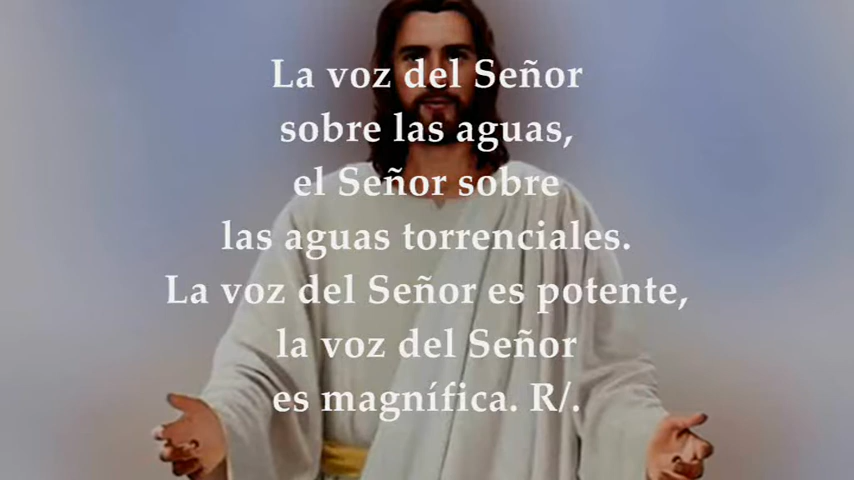 La voz del Señor
sobre las aguas,
el Señor sobre
las aguas torrenciales.
La voz del Señor es potente,
la voz del Señor
es magnífica. R/.